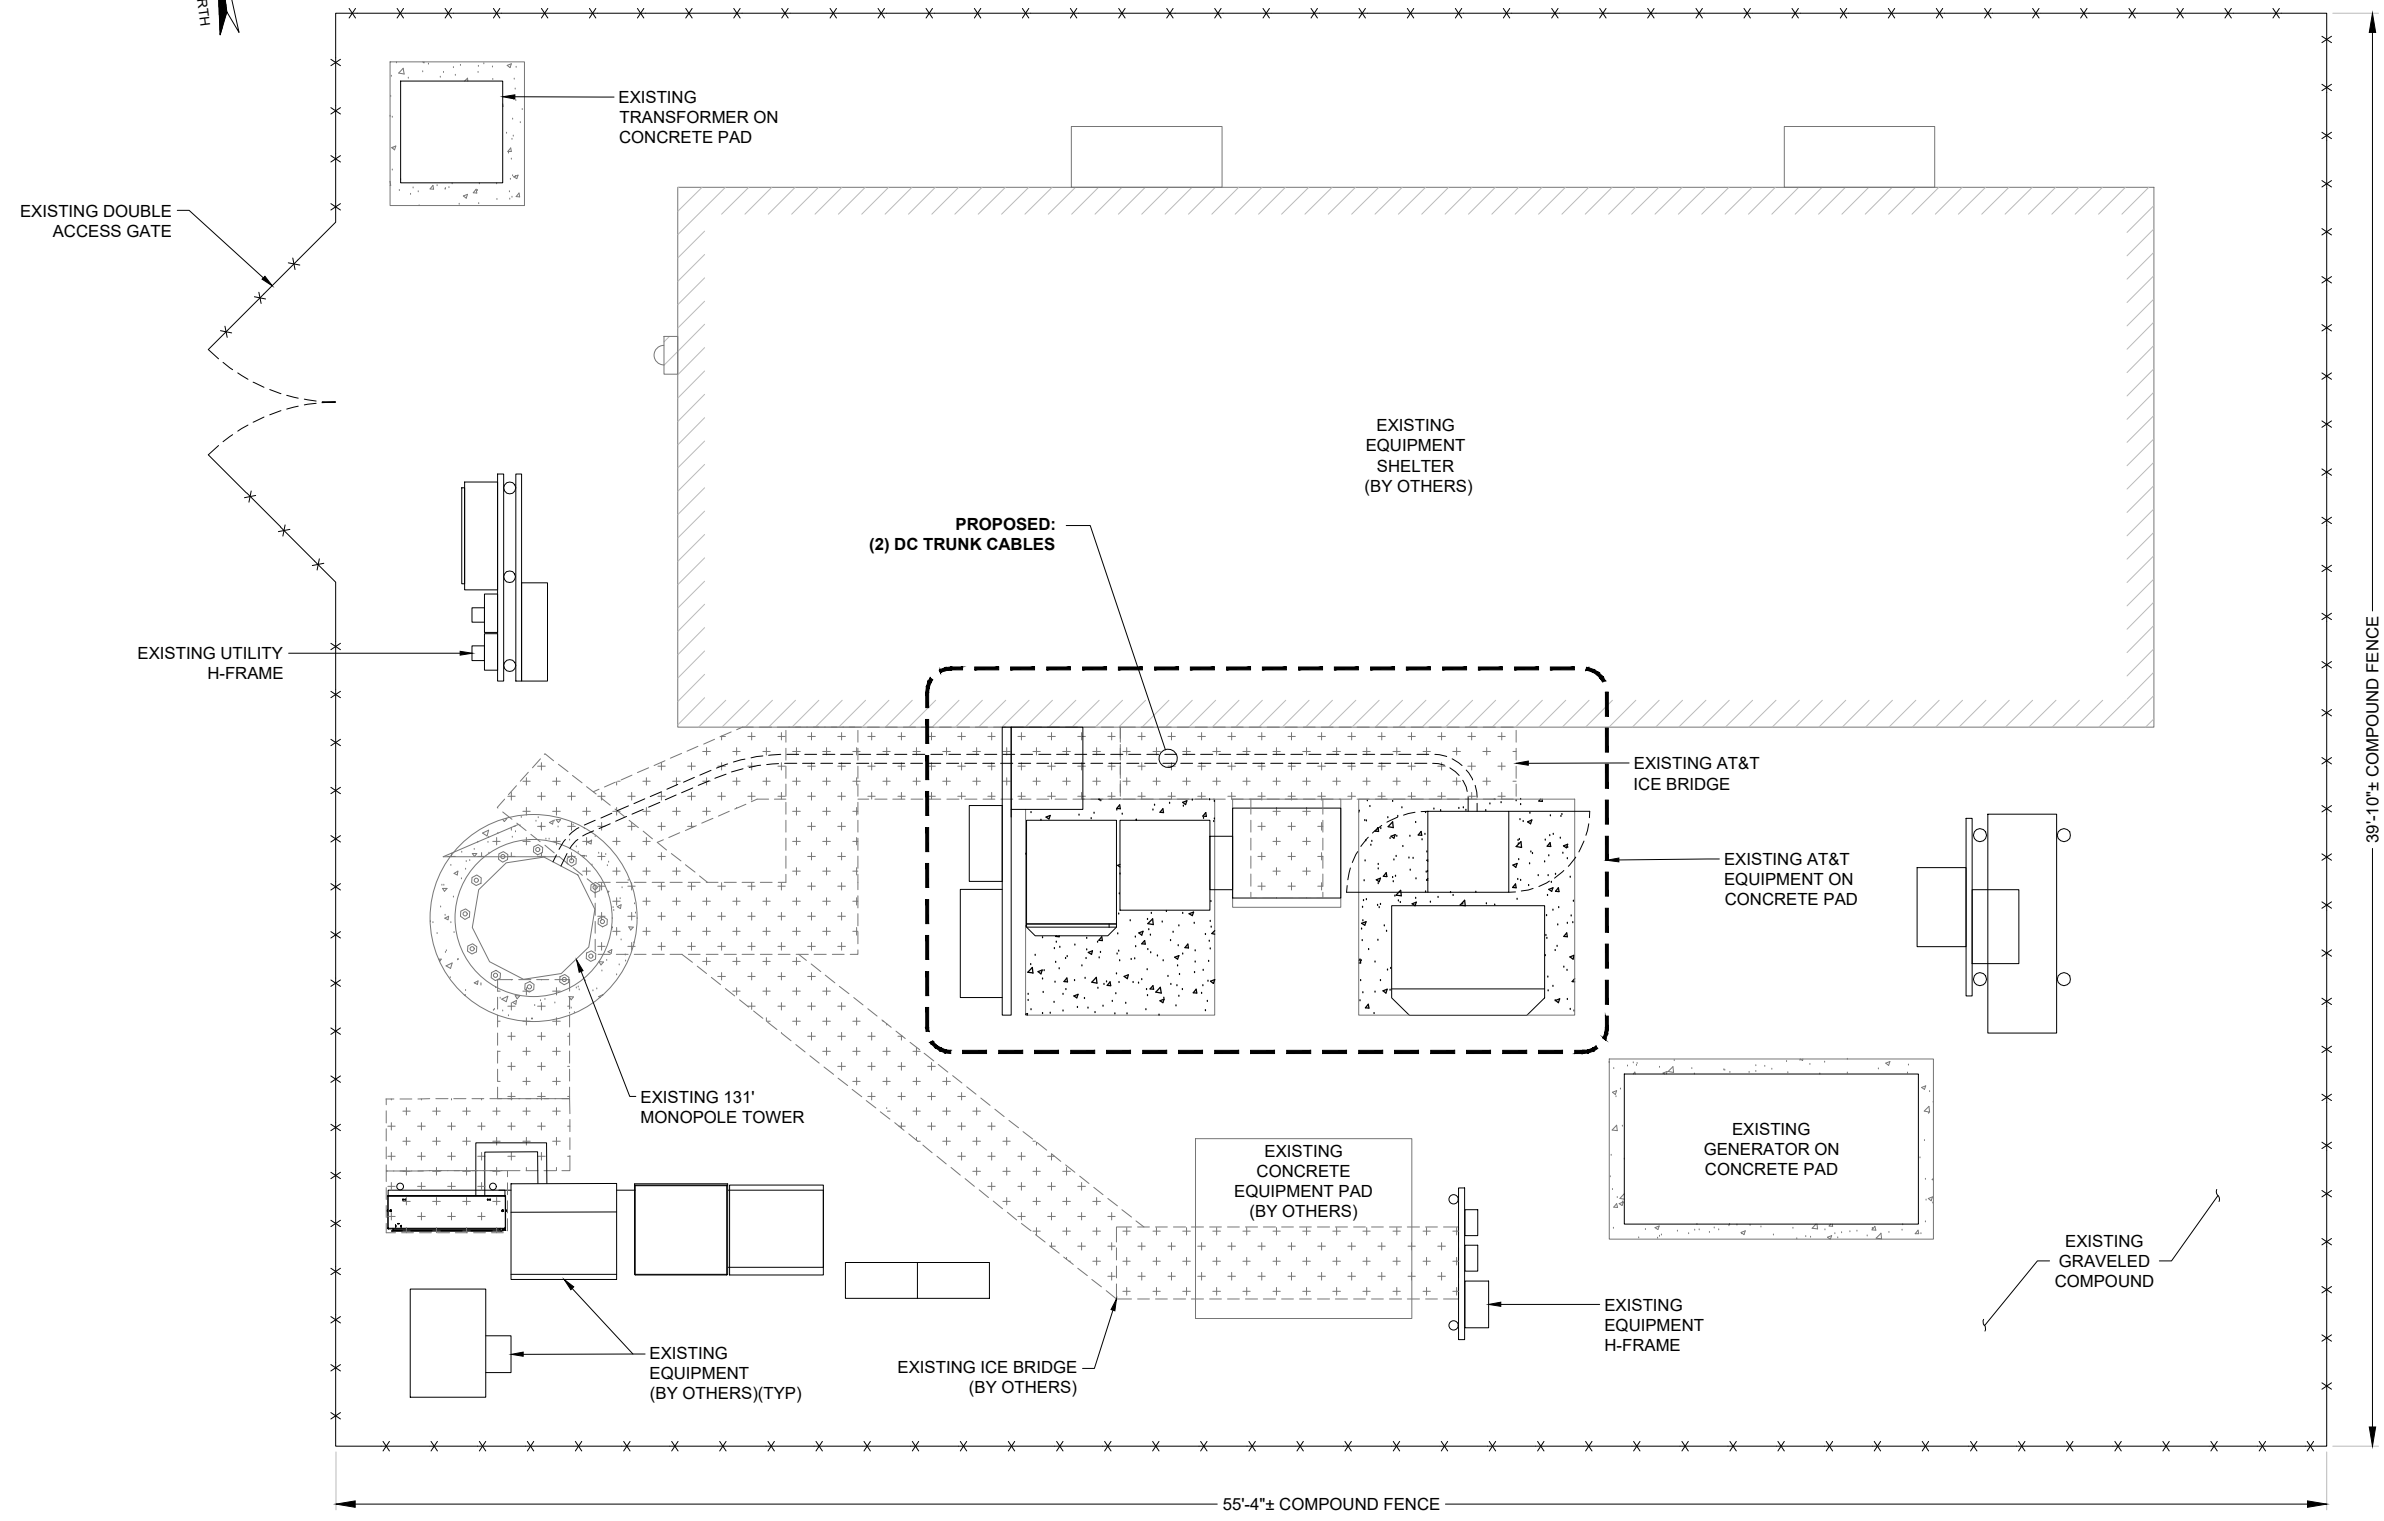 EXISTING
TRANSFORMER ON
CONCRETE PAD
EXISTING DOUBLE
ACCESS GATE
EXISTING
EQUIPMENT
SHELTER
(BY OTHERS)
PROPOSED:
(2) DC TRUNK CABLES
EXISTING UTILITY
H-FRAME
39'-10"± COMPOUND FENCE
EXISTING AT&T
ICE BRIDGE
EXISTING AT&T
EQUIPMENT ON
CONCRETE PAD
EXISTING 131'
MONOPOLE TOWER
EXISTING
CONCRETE
EQUIPMENT PAD
(BY OTHERS)
EXISTING
GENERATOR ON
CONCRETE PAD
EXISTING
GRAVELED
COMPOUND
EXISTING
EQUIPMENT
H-FRAME
EXISTING
EQUIPMENT
(BY OTHERS)(TYP)
EXISTING ICE BRIDGE
(BY OTHERS)
55'-4"± COMPOUND FENCE